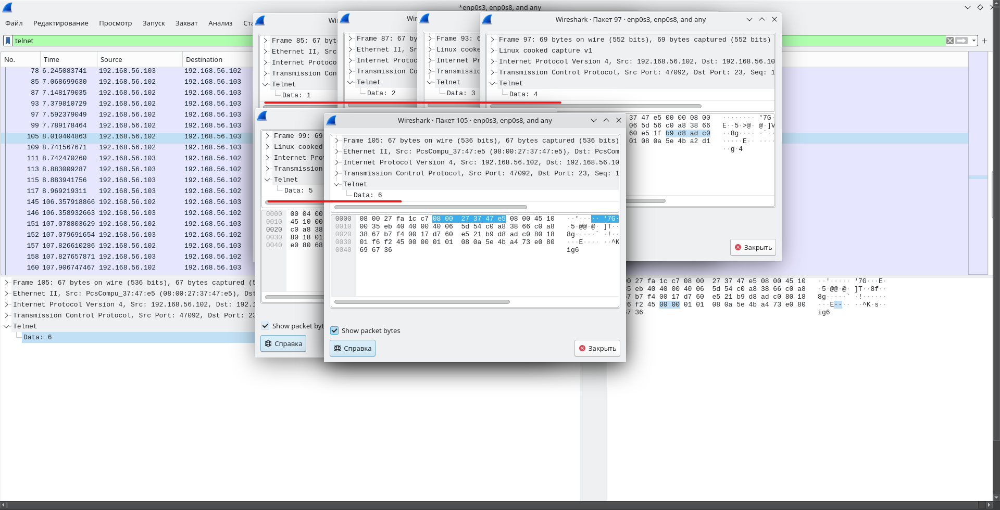 *enp0s3, enp0s8, and any
Файл Редактирование Просмотр Запуск Захват Анализ
telnet
No. Time Source Destination
78 6.245083741 192.168.56.103 192.168.56.102
85 7.068699630 192.168.56.102 192.168.56.103
87 7.148179035 192.168.56.102 192.168.56.103
93 7.379810729 192.168.56.102 192.168.56.103
97 7.592379049 192.168.56.102 192.168.56.103
99 7.789178464 192.168.56.102 192.168.56.103
105 8.010404863 192.168.56.102 192.168.56.103
109 8.741567671 192.168.56.102 192.168.56.103
111 8.742470260 192.168.56.103 192.168.56.102
113 8.883009287 192.168.56.103 192.168.56.102
115 8.883941756 192.168.56.103 192.168.56.102
117 8.969219311 192.168.56.103 192.168.56.102
145 106.357918866 192.168.56.102 192.168.56.103
146 106.358932663 192.168.56.103 192.168.56.102
151 107.078803629 192.168.56.102 192.168.56.103
152 107.079691654 192.168.56.103 192.168.56.102
157 107.826610286 192.168.56.102 192.168.56.103
158 107.827657871 192.168.56.103 192.168.56.102
160 107.906747467 192.168.56.102 192.168.56.103
Frame 105: 67 bytes on wire (536 bits), 67 bytes captured (5
Ethernet II, Src: PcsCompu_37:47:e5 (08:00:27:37:47:e5), Dst
Internet Protocol Version 4, Src: 192.168.56.102, Dst: 192.1
Transmission Control Protocol, Src Port: 47092, Dst Port: 23
Telnet
Data: 6
Wi
Frame 85: 67 byt
Ethernet II, Src
Internet Protoco
Transmission Con
Telnet
Data: 1
Wir
Frame 87: 67 by
Ethernet II, Sr
Internet Protoc
Transmission Co
Telnet
Data: 2
Frame 93: 6
Linux cooke
Internet Pr
Transmissio
Telnet
Data: 3
Wireshark · Пакет 97 · enp0s3, enp0s8, and any
Frame 97: 69 bytes on wire (552 bits), 69 bytes captured (552 bits)
Linux cooked capture v1
Internet Protocol Version 4, Src: 192.168.56.102, Dst: 192.168.56.10
Transmission Control Protocol, Src Port: 47092, Dst Port: 23, Seq: 1
Telnet
Data: 4
37 47 e5 00 00 08 00 ········ '7G·
06 5d 56 c0 a8 38 66 E··5·>@· @·]V
60 e5 1f b9 d8 ad c0 ··8g···· ·`··
01 08 0a 5e 4b a2 d1 ·····E·· ····
··g·4
Закрыть
Frame 99: 69
Linux cooked
Internet Pro
Transmission
Telnet
Data: 5
0000 00 04 00
0010 45 10 00
0020 c0 a8 38
0030 80 18 01
0040 e0 80 68
Show packet byt
Справка
Wireshark · Пакет 105 · enp0s3, enp0s8, and any
Frame 105: 67 bytes on wire (536 bits), 67 bytes captured (536 bits)
Ethernet II, Src: PcsCompu_37:47:e5 (08:00:27:37:47:e5), Dst: PcsCom
Internet Protocol Version 4, Src: 192.168.56.102, Dst: 192.168.56.10
Transmission Control Protocol, Src Port: 47092, Dst Port: 23, Seq: 1
Telnet
Data: 6
0000 08 00 27 fa 1c c7 08 00 27 37 47 e5 08 00 45 10 ··'····· '7G·
0010 00 35 eb 40 40 00 40 06 5d 54 c0 a8 38 66 c0 a8 ·5·@@·@· ]T··
0020 38 67 b7 f4 00 17 d7 60 e5 21 b9 d8 ad c0 80 18 8g·····` ·!··
0030 01 f6 f2 45 00 00 01 01 08 0a 5e 4b a4 73 e0 80 ···E···· ··^K
0040 69 67 36 ig6
Show packet bytes
Справка
Закрыть
0 27 fa 1c c7 08 00 27 37 47 e5 08 00 45 10 ··'····· '7G···E·
5 eb 40 40 00 40 06 5d 54 c0 a8 38 66 c0 a8 ·5·@@·@· ]T··8f··
7 b7 f4 00 17 d7 60 e5 21 b9 d8 ad c0 80 18 8g·····` ·!······
6 f2 45 00 00 01 01 08 0a 5e 4b a4 73 e0 80 ···E···· ··^K·s··
7 36 ig6